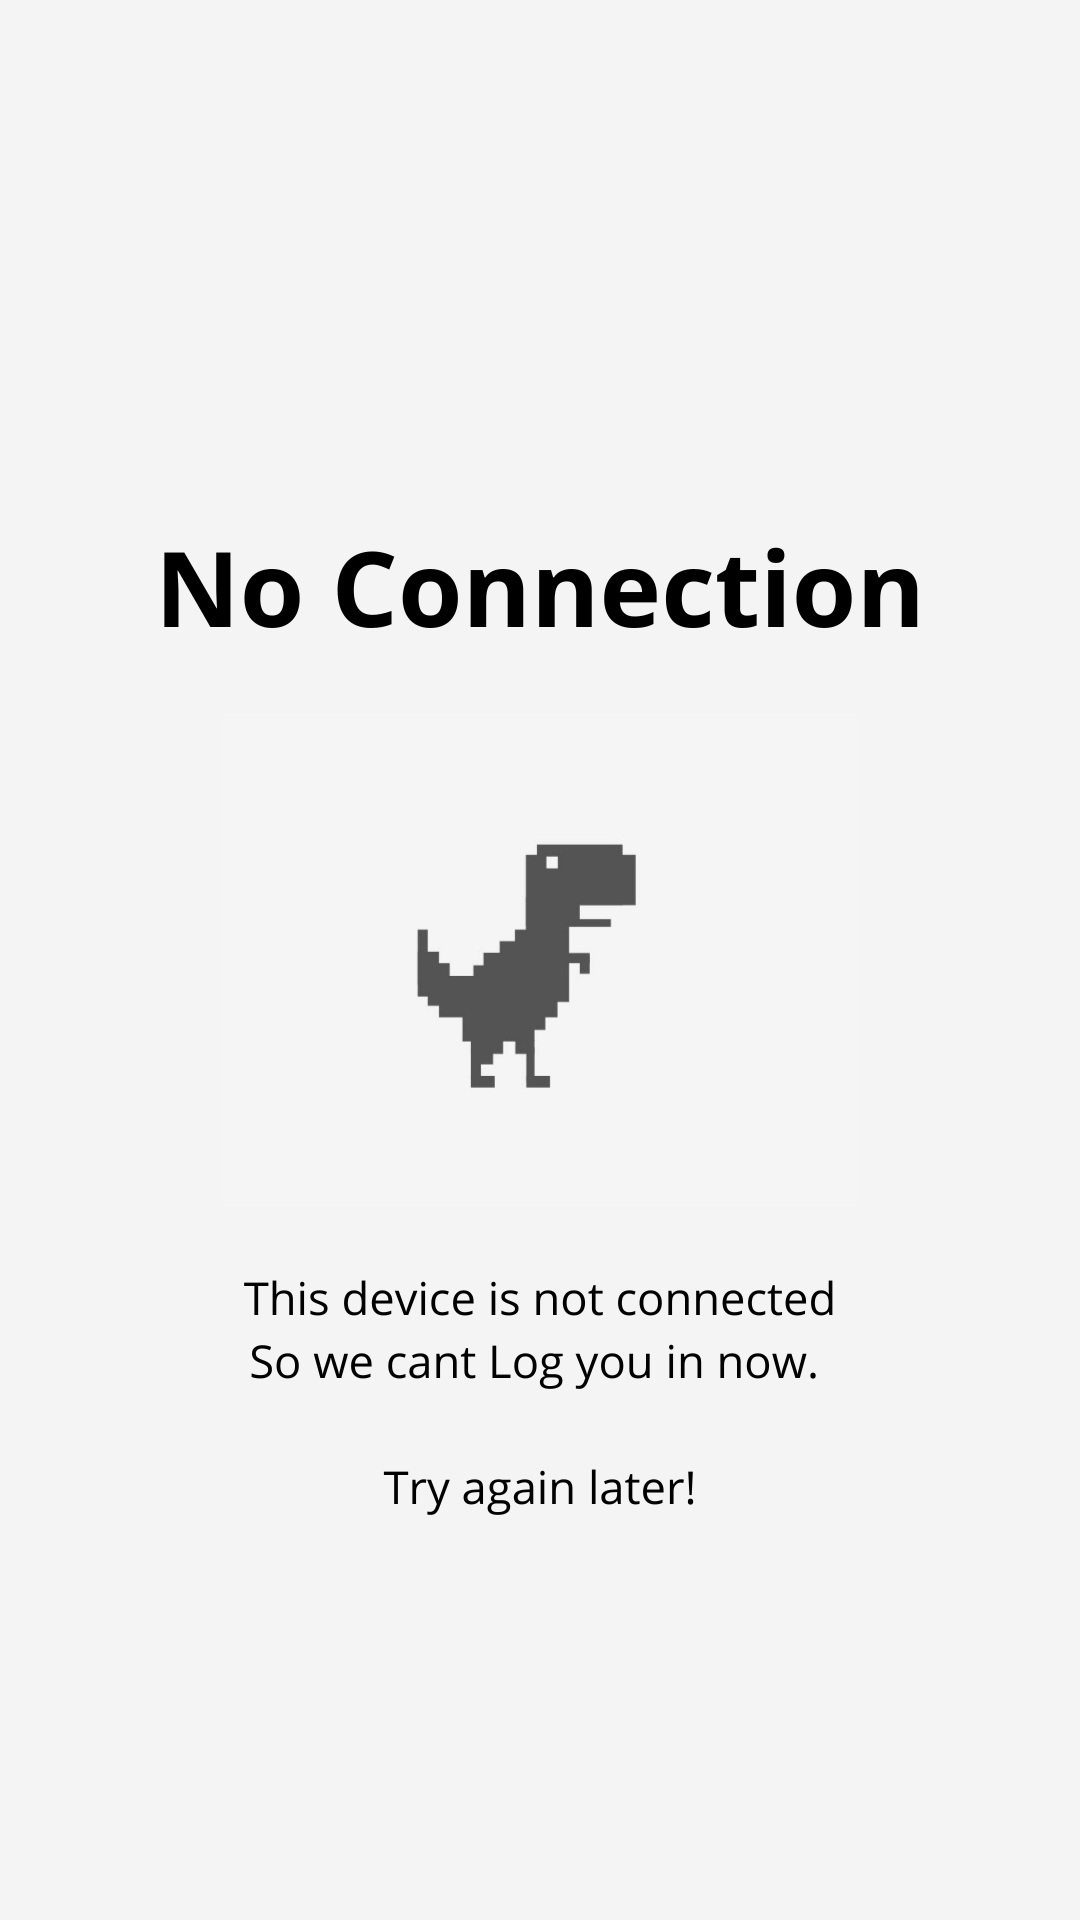 No Connection
This device is not connected
So we cant Log you in now.
Try again later!